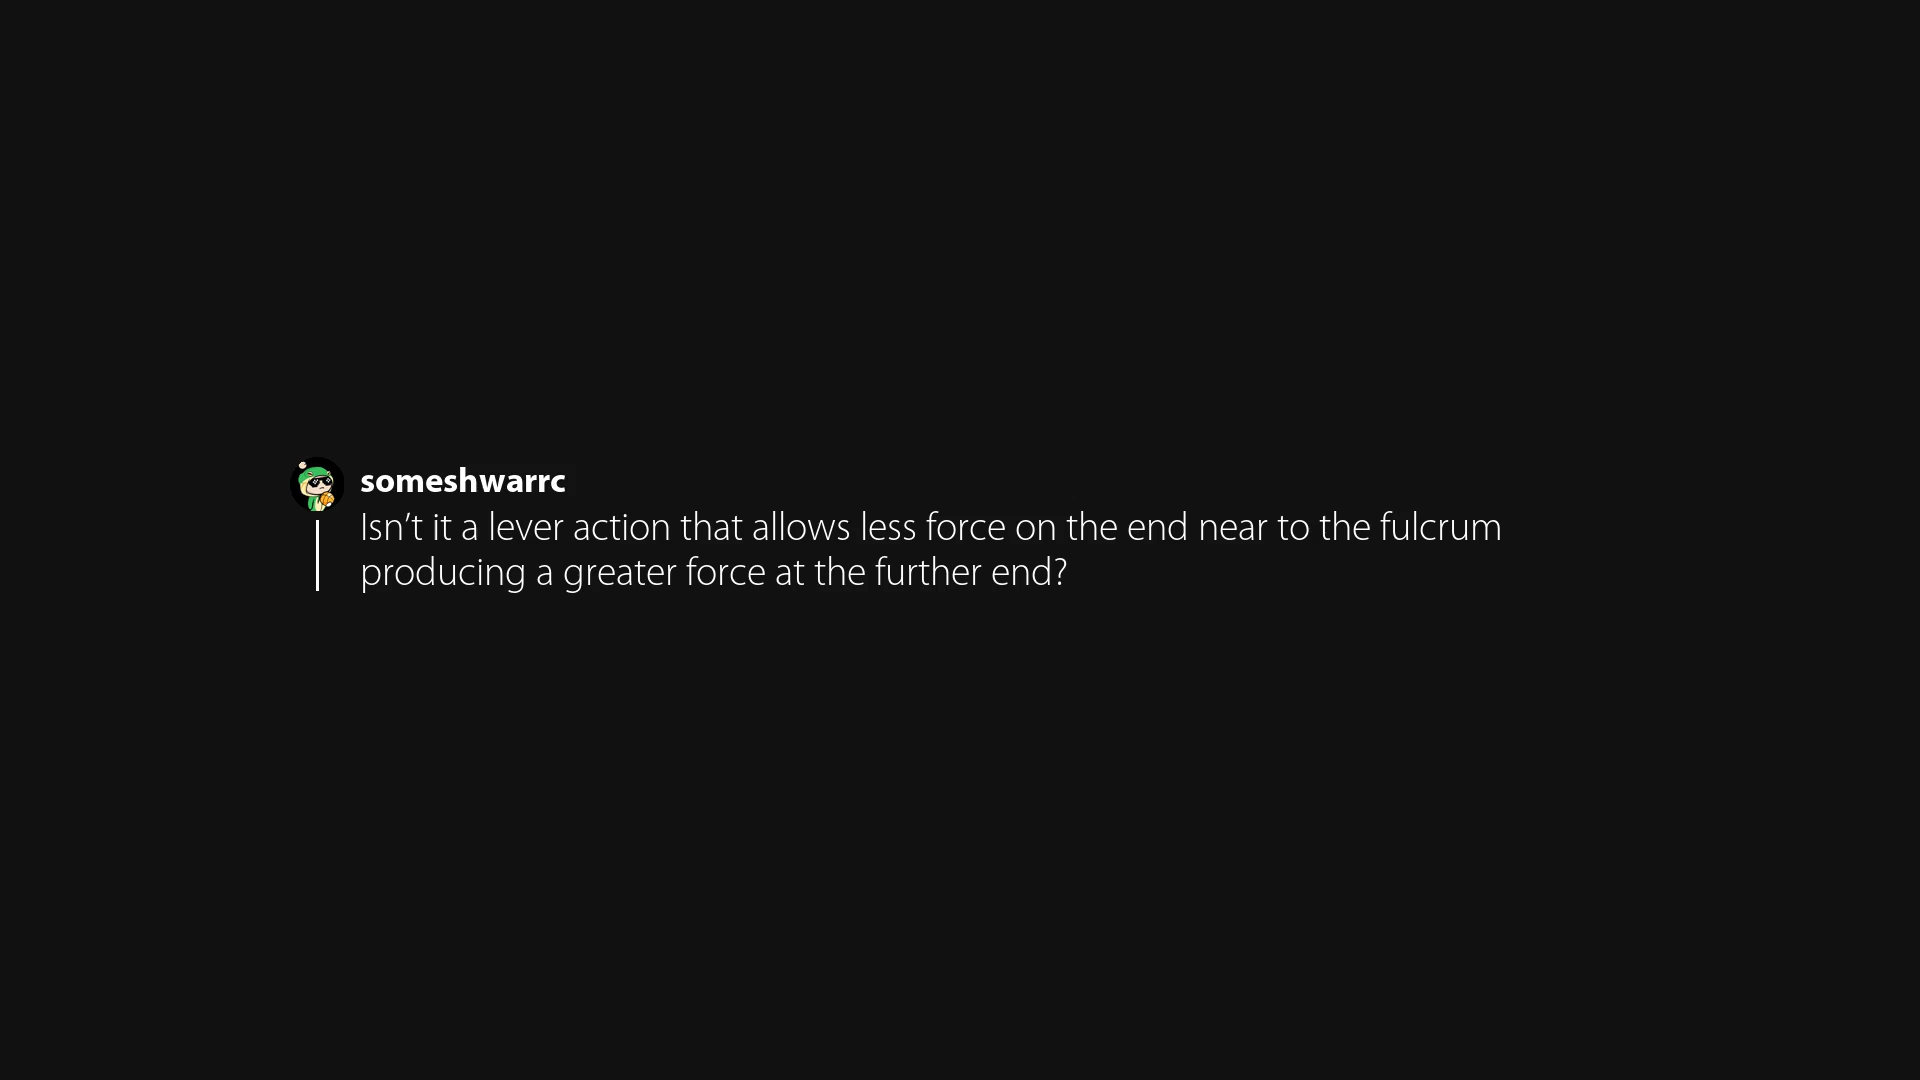 someshwarrc
Isn’t it a lever action that allows less force on the end near to the fulcrum
producing a greater force at the further end?